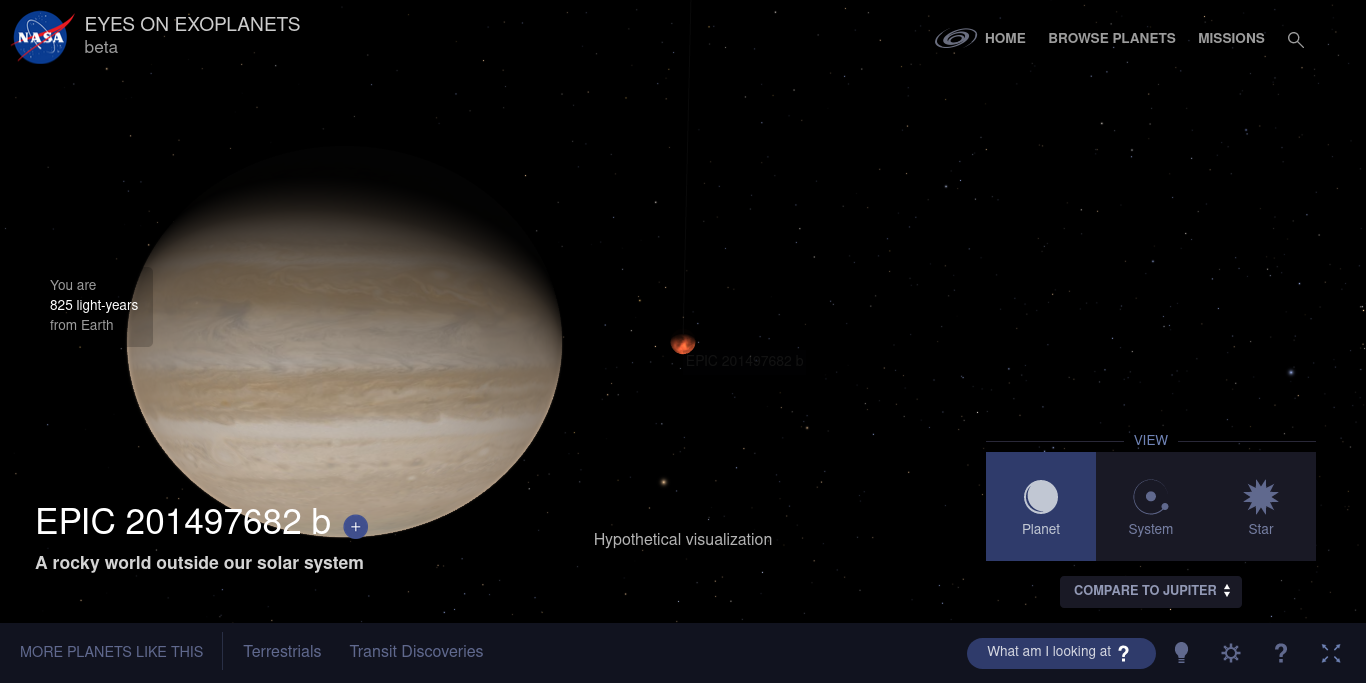 NASA
EYES ON EXOPLANETS
beta
HOME
BROWSE PLANETS
MISSIONS
You are
825 light-years
from Earth
EPIC 201497682 b
VIEW
Planet
System
Star
EPIC 201497682 b +
A rocky world outside our solar system
Hypothetical visualization
COMPARE TO JUPITER
MORE PLANETS LIKE THIS
Terrestrials
Transit Discoveries
What am I looking at ?
?